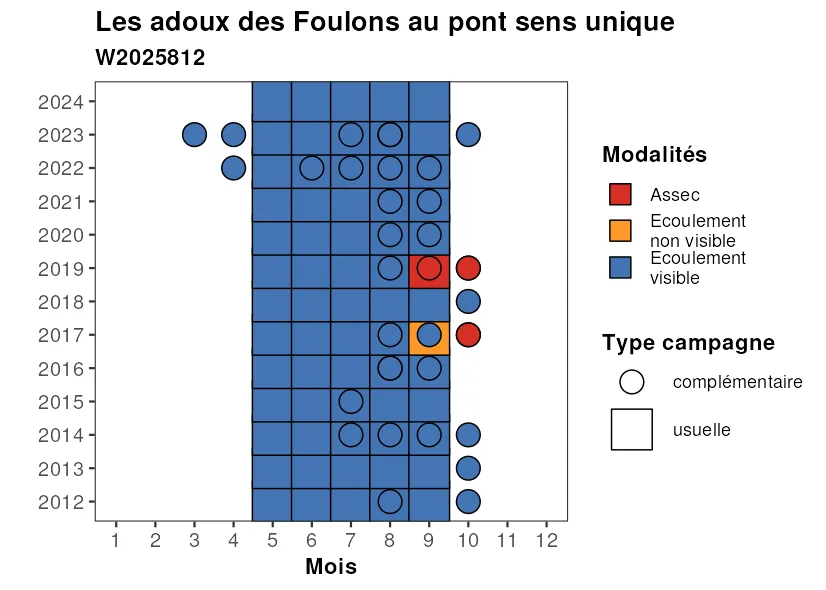 Les adoux des Foulons au pont sens unique
W2025812
2024
2023
2022
2021
2020
2019
2018
2017
2016
2015
2014
2013
2012
1 2 3 4 5 6 7 8 9 10 11 12
Mois
Modalités
Assec
Ecoulement
non visible
Ecoulement
visible
Type campagne
complémentaire
usuelle